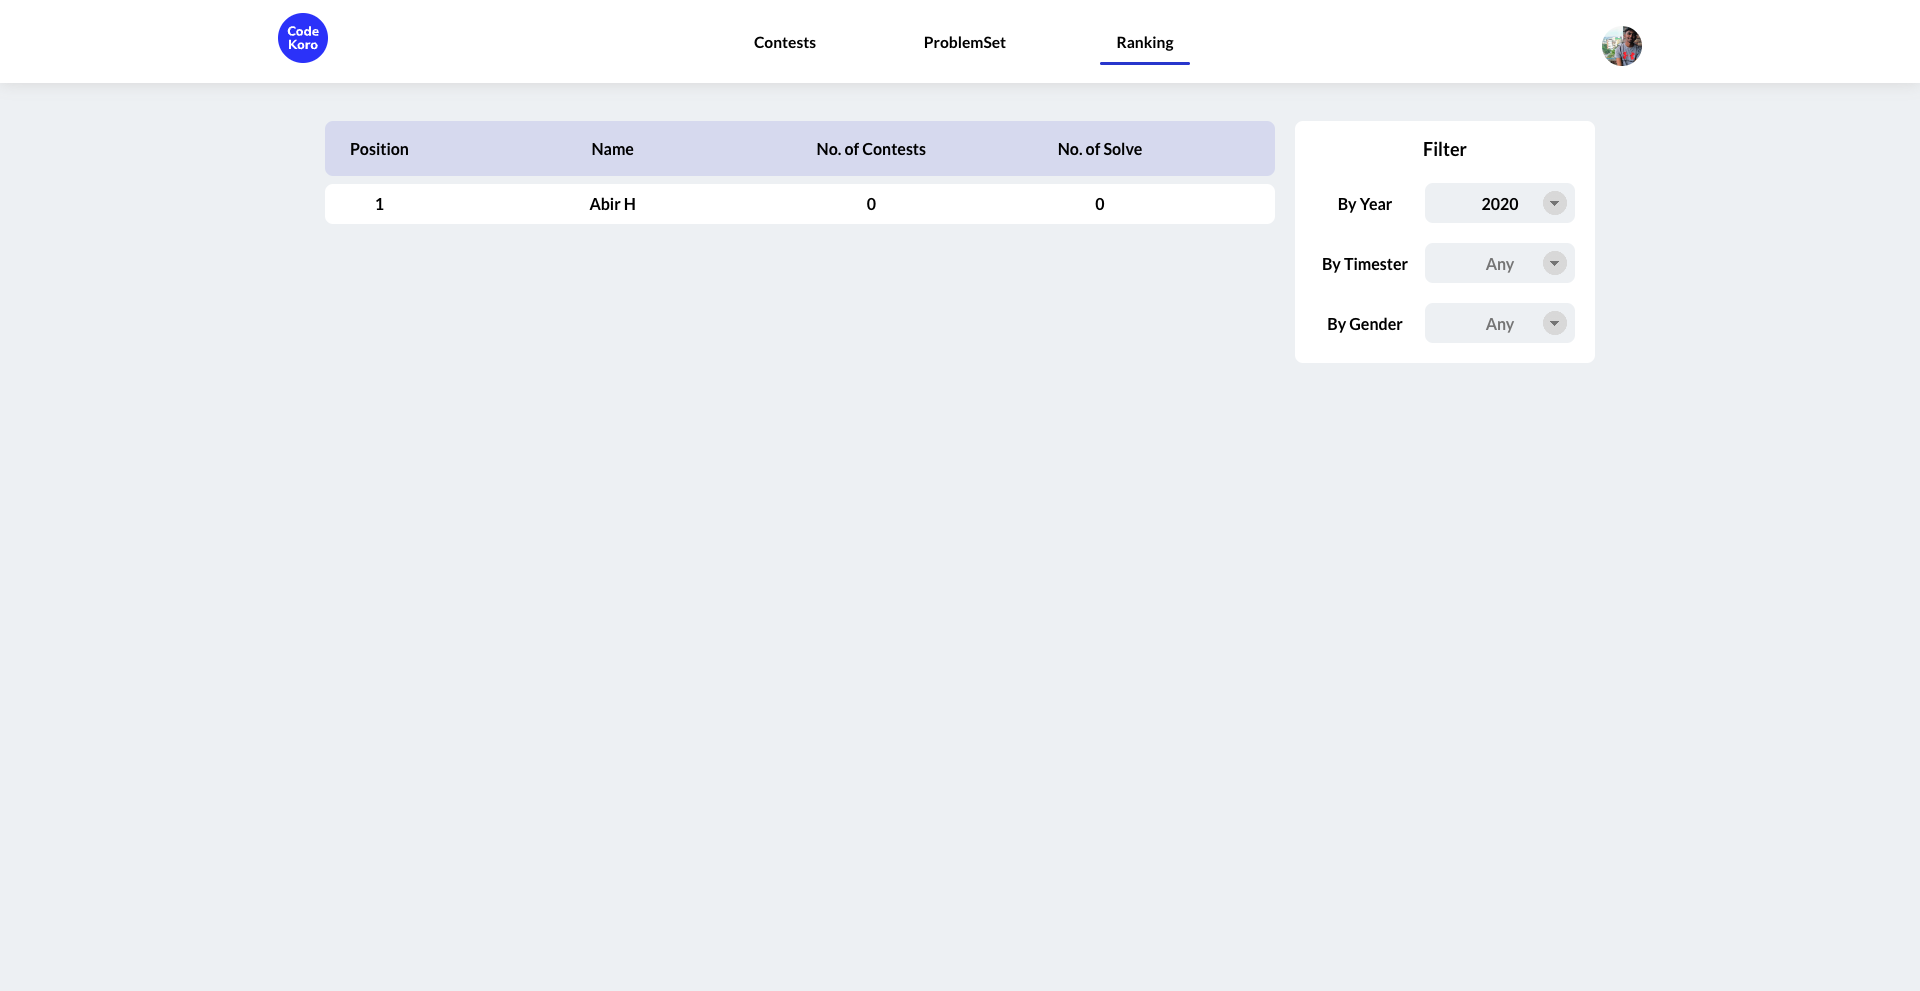 Code
Koro
Contests
ProblemSet
Ranking
Position Name No. of Contests No. of Solve
1 Abir H 0 0
Filter
By Year 2020
By Timester Any
By Gender Any